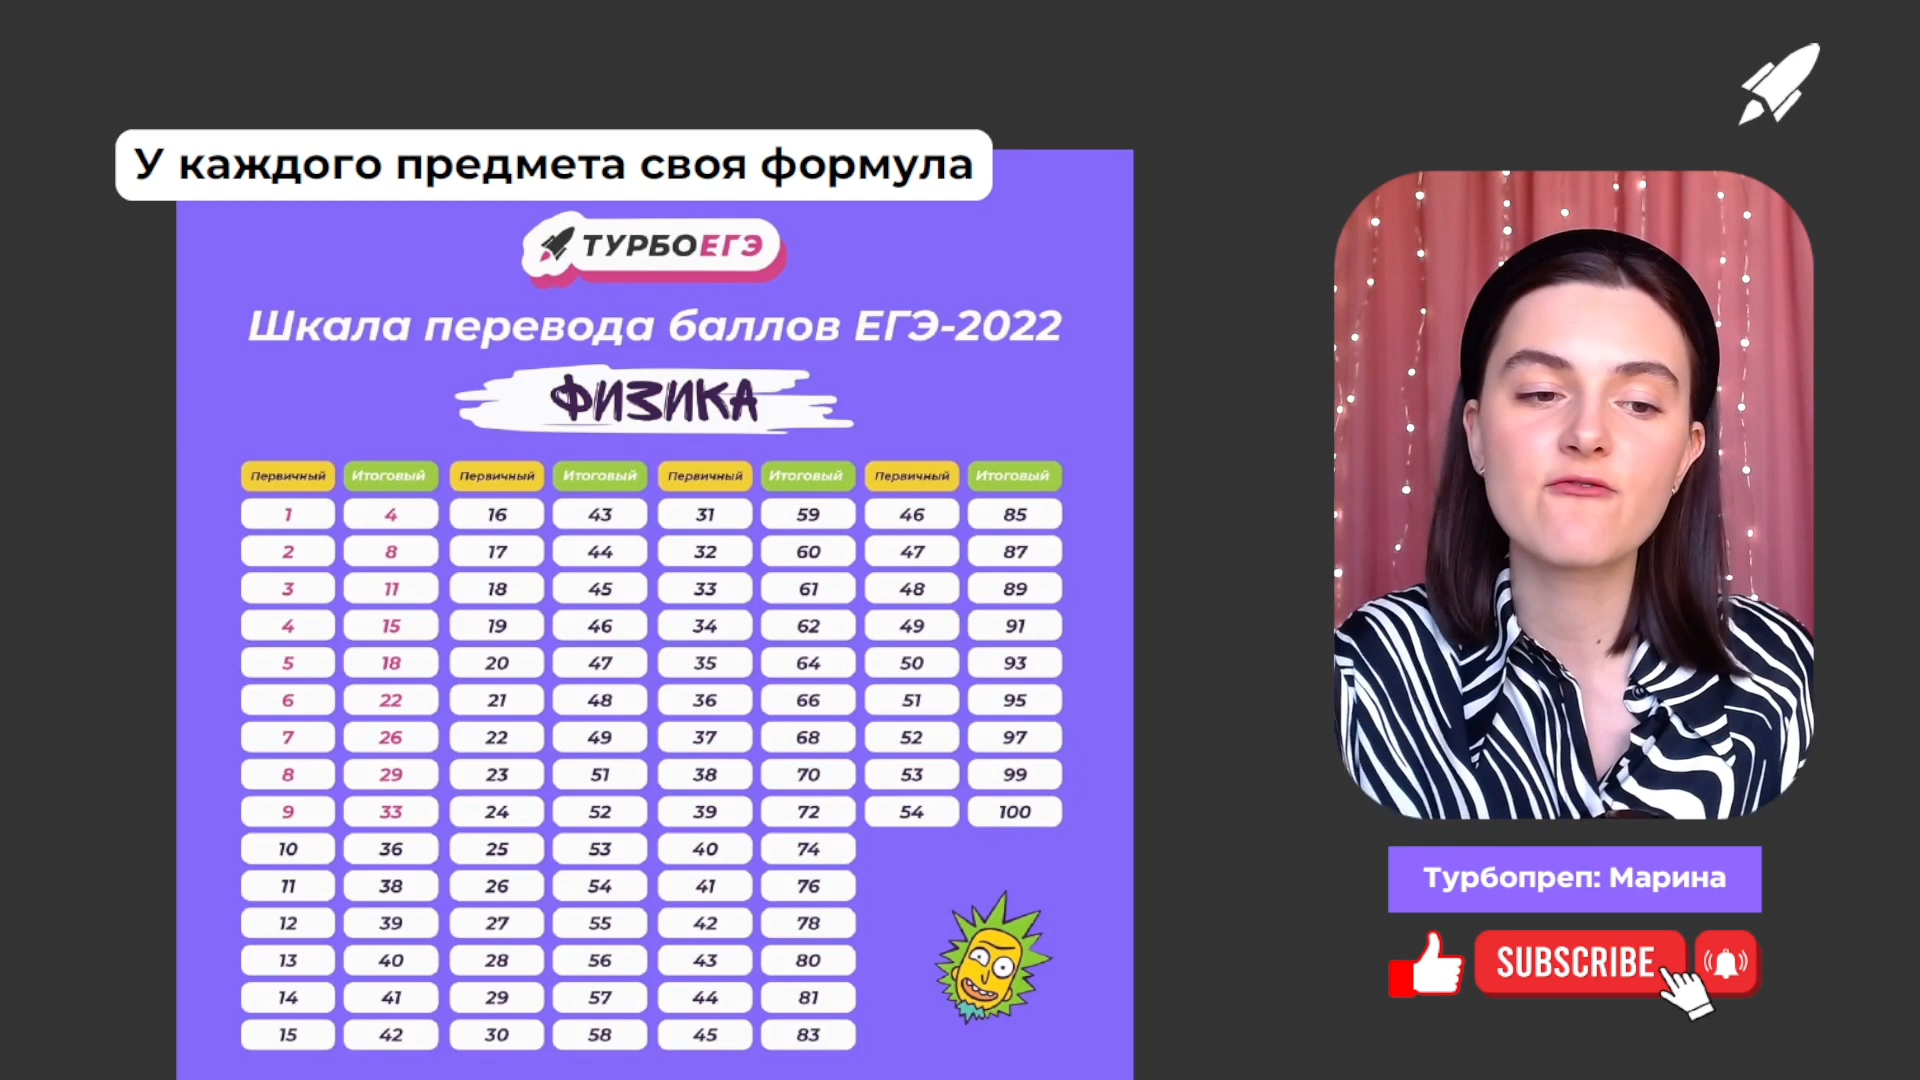 У каждого предмета своя формула
ТУРБОЕГЭ
Шкала перевода баллов ЕГЭ-2022
ФИЗИКА
Первичный Итоговый Первичный Итоговый Первичный Итоговый Первичный Итоговый
1 4 16 43 31 59 46 85
2 8 17 44 32 60 47 87
3 11 18 45 33 61 48 89
4 15 19 46 34 62 49 91
5 18 20 47 35 64 50 93
6 22 21 48 36 66 51 95
7 26 22 49 37 68 52 97
8 29 23 51 38 70 53 99
9 33 24 52 39 72 54 100
10 36 25 53 40 74
11 38 26 54 41 76
12 39 27 55 42 78
13 40 28 56 43 80
14 41 29 57 44 81
15 42 30 58 45 83
Турбопреп: Марина
SUBSCRIBE